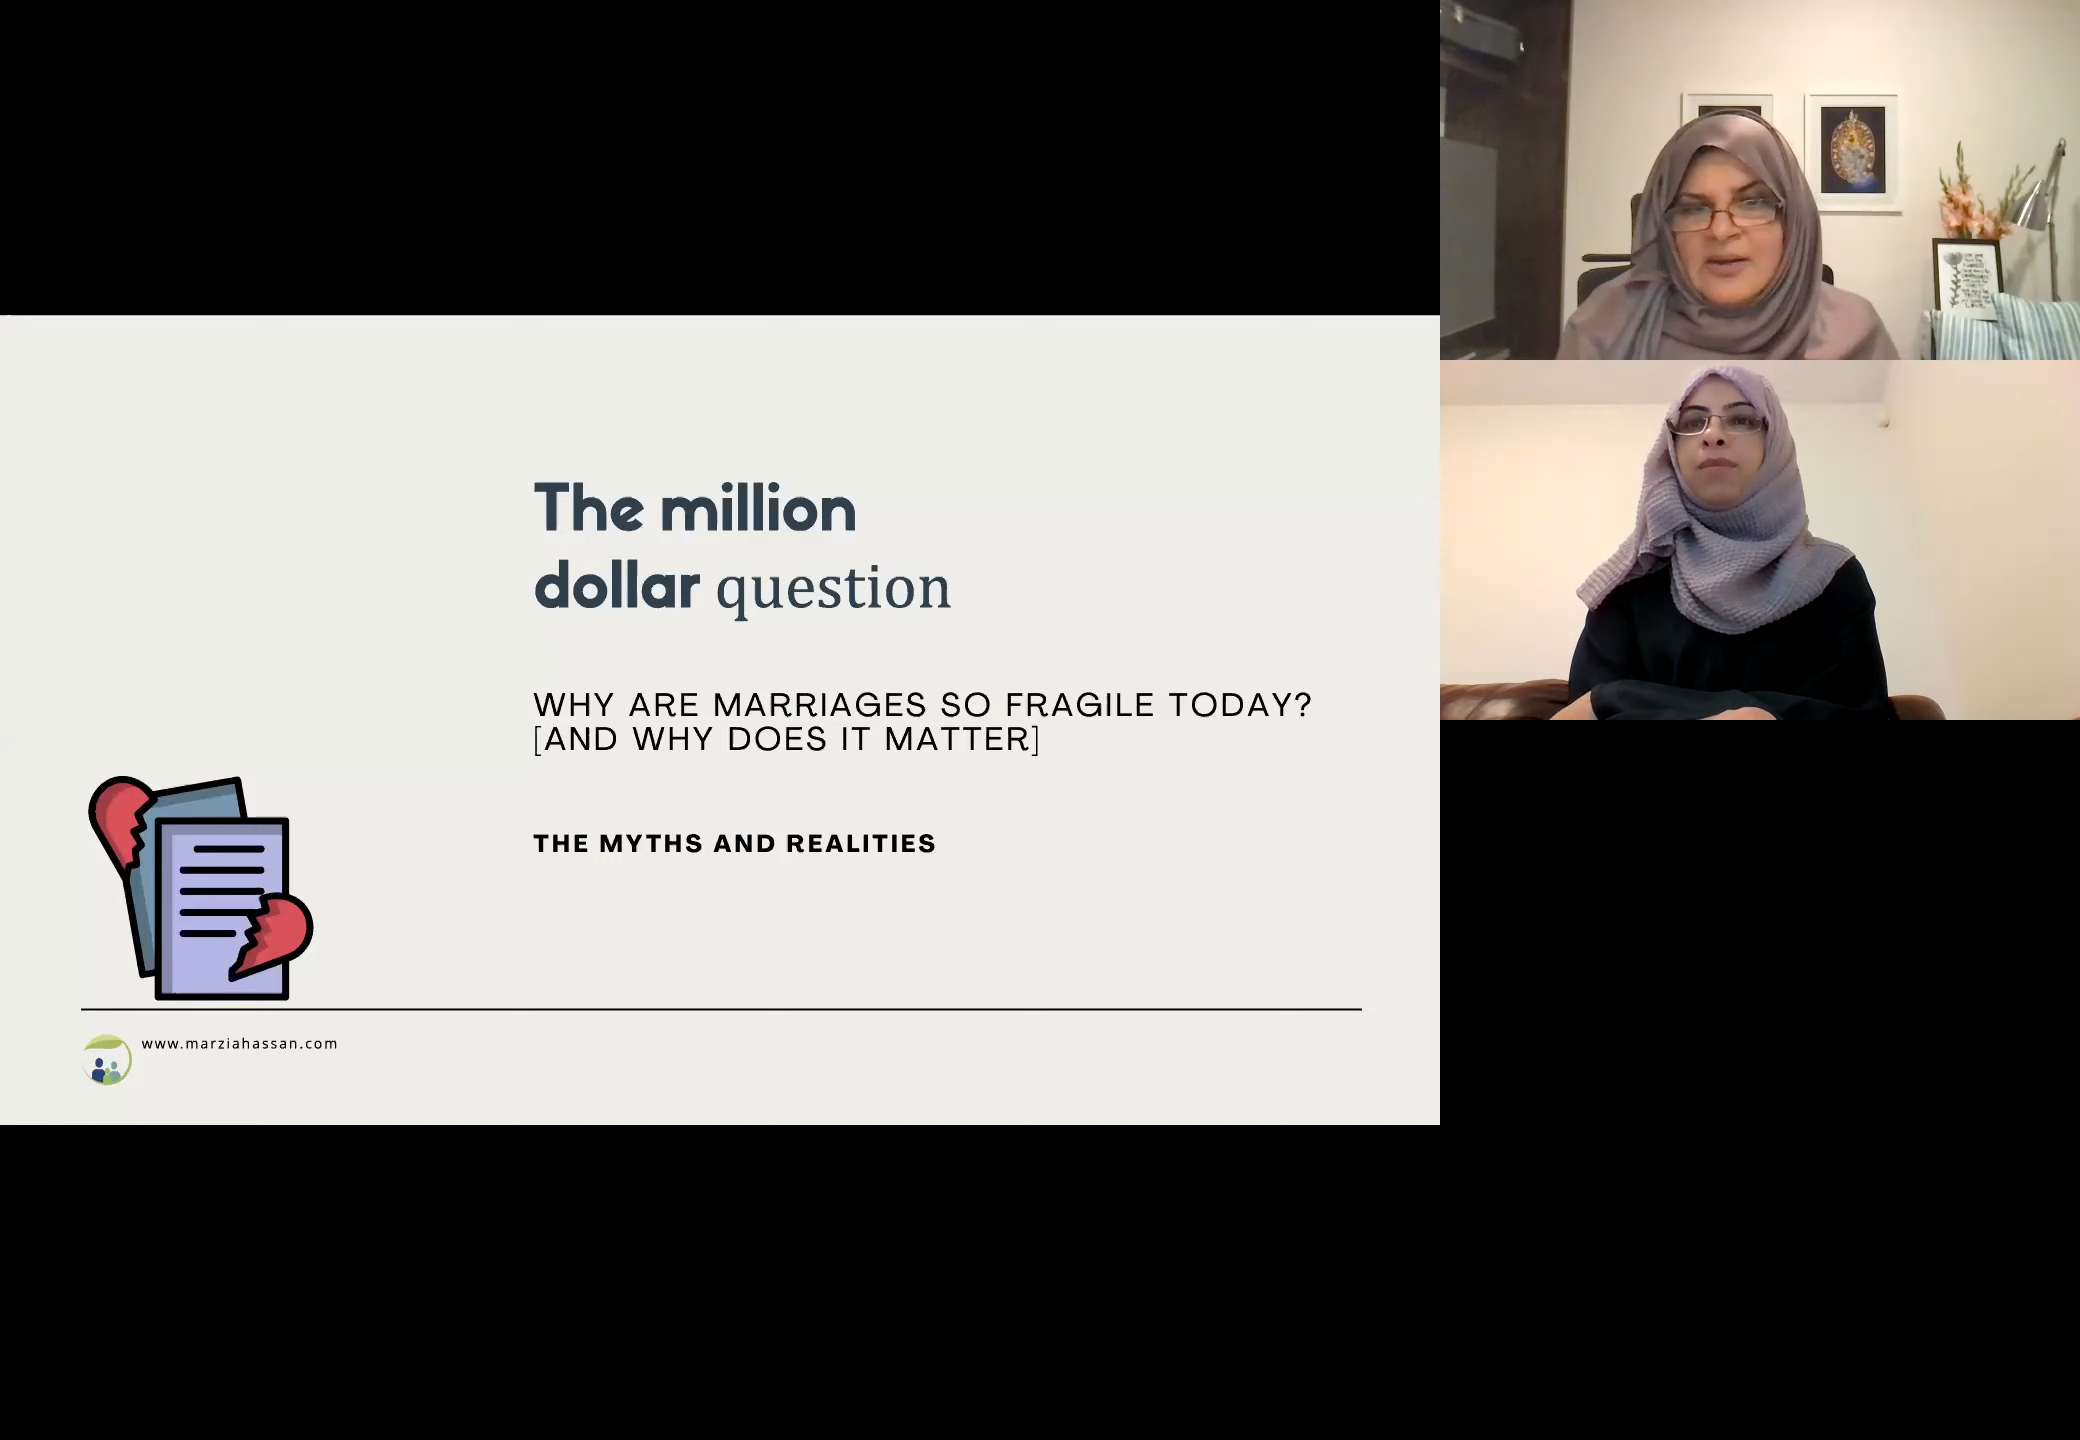 The million
dollar question
WHY ARE MARRIAGES SO FRAGILE TODAY?
[AND WHY DOES IT MATTER]
THE MYTHS AND REALITIES
www.marziahassan.com